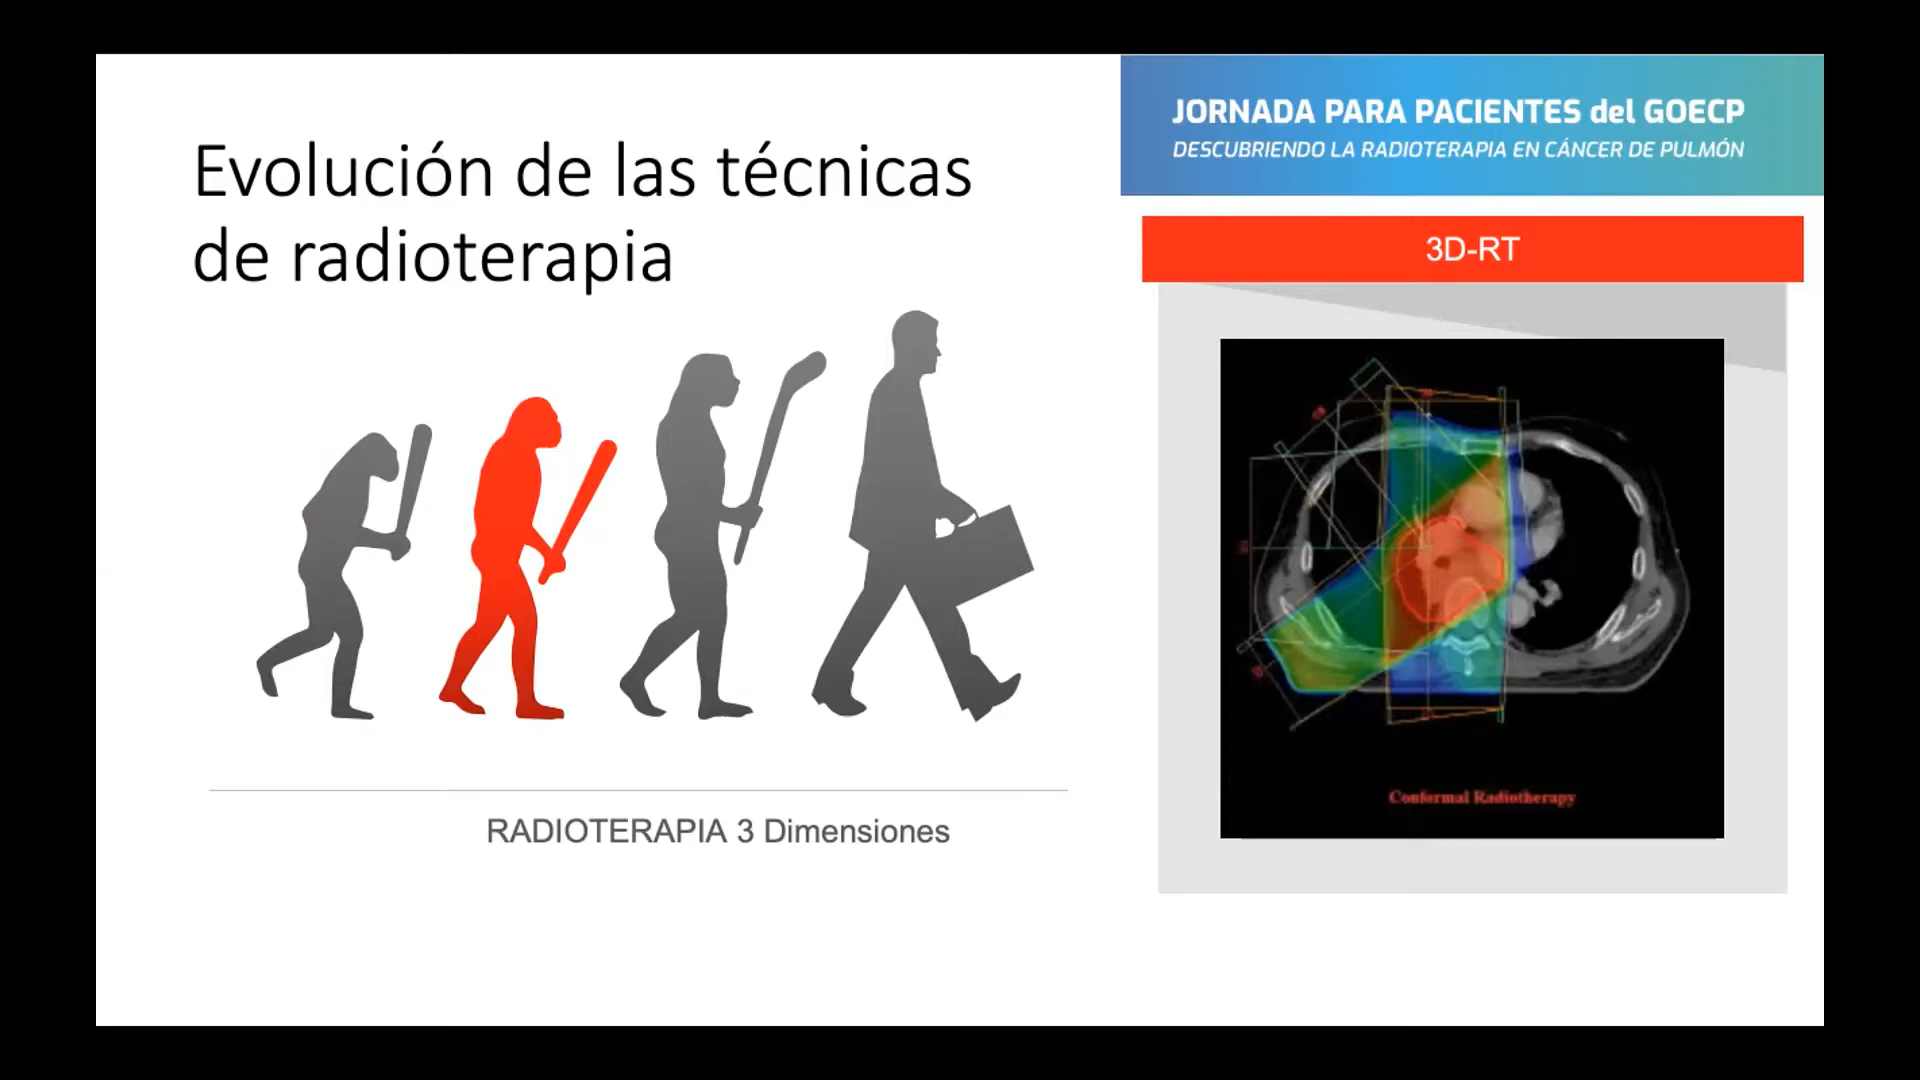 Evolución de las técnicas
de radioterapia
JORNADA PARA PACIENTES del GOECP
DESCUBRIENDO LA RADIOTERAPIA EN CÁNCER DE PULMÓN
3D-RT
Conformal Radiotherapy
RADIOTERAPIA 3 Dimensiones